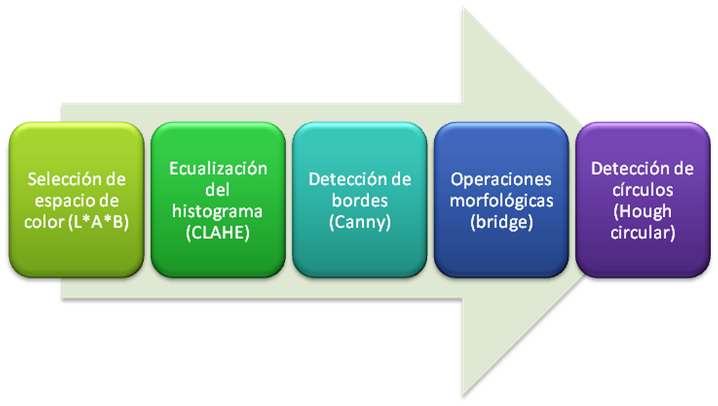 Selección de
espacio de
color (L*A*B)
Ecualización
del
histograma
(CLAHE)
Detección de
bordes
(Canny)
Operaciones
morfológicas
(bridge)
Detección de
círculos
(Hough
circular)